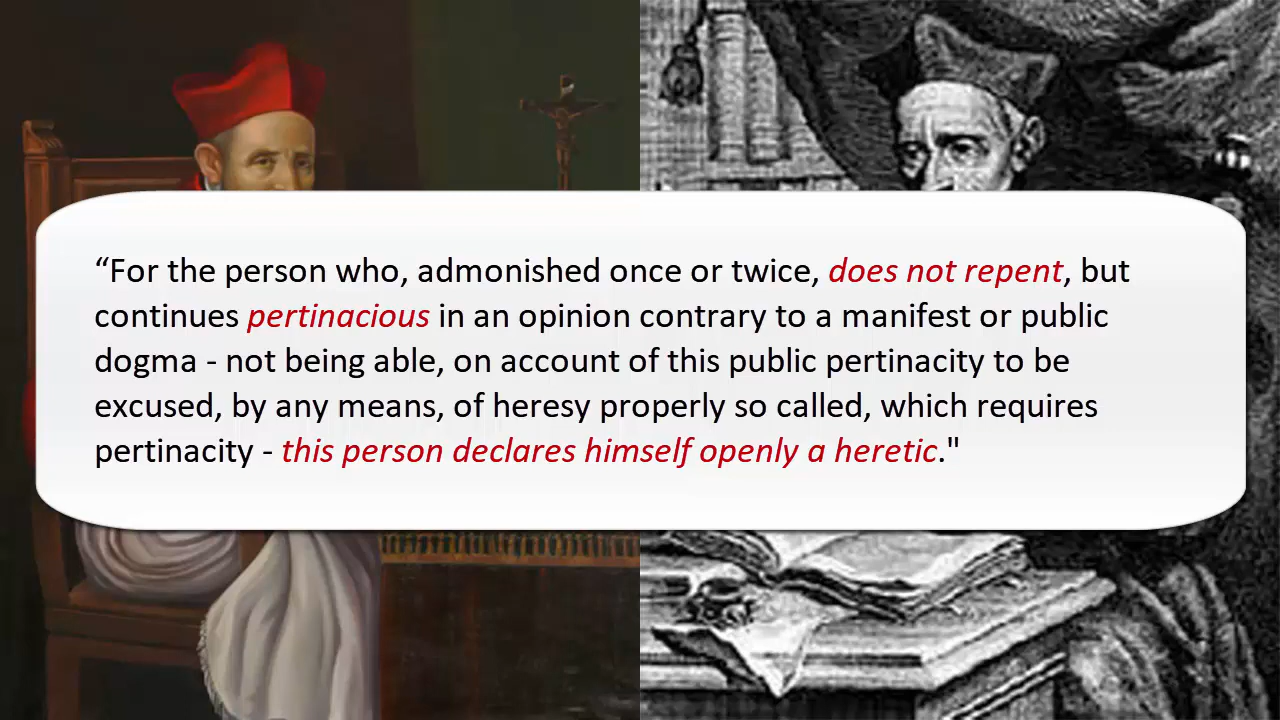 “For the person who, admonished once or twice, does not repent, but
continues pertinacious in an opinion contrary to a manifest or public
dogma - not being able, on account of this public pertinacity to be
excused, by any means, of heresy properly so called, which requires
pertinacity - this person declares himself openly a heretic."